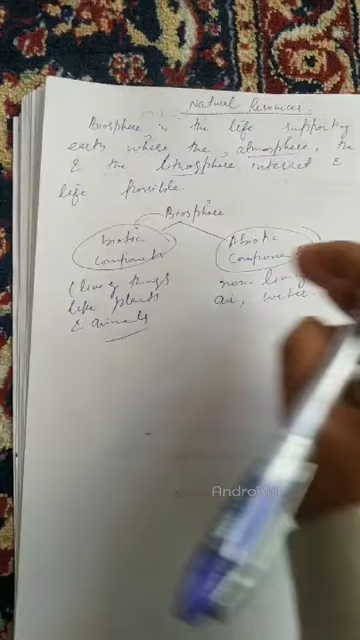 Natural Resources.
Biosphere is the life supporting
earth where the atmosphere, the
& the lithosphere interact &
life possible.
Biosphere
biotic Abiotic
components Compone
(living things non living
like plants air, water
& animals
AndroVid